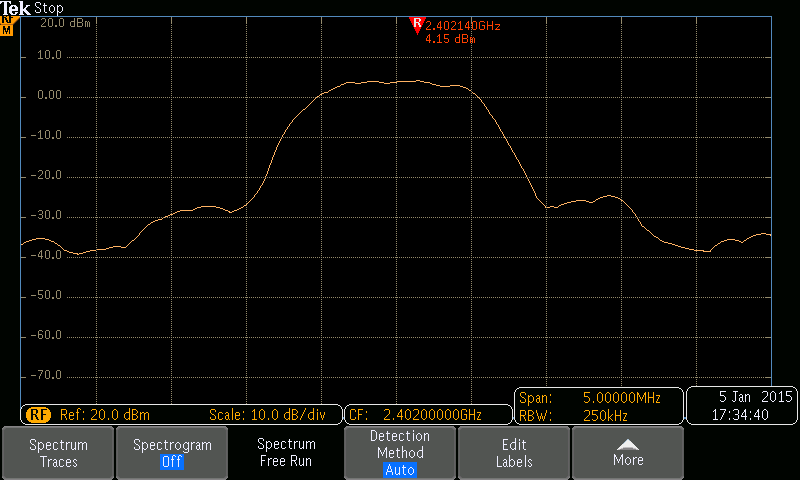 Tek Stop
RF
M
20.0 dBm
R
2.402140GHz
4.15 dBm
10.0
0.00
-10.0
-20.0
-30.0
-40.0
-50.0
-60.0
-70.0
RF Ref: 20.0 dBm Scale: 10.0 dB/div
CF: 2.40200000GHz
Span: 5.00000MHz
RBW: 250kHz
5 Jan 2015
17:34:40
Spectrum
Traces
Spectrogram
Off
Spectrum
Free Run
Detection
Method
Auto
Edit
Labels
More